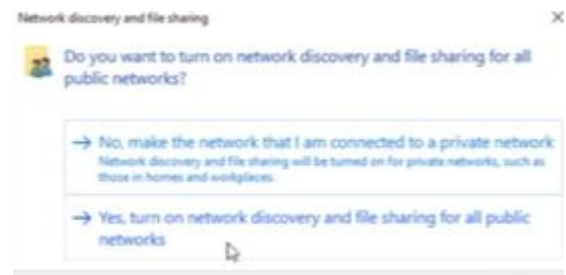 Network discovery and file sharing
Do you want to turn on network discovery and file sharing for all
public networks?
→ No, make the network that I am connected to a private network
Network discovery and file sharing will be turned on for private networks, such as
those in homes and workplaces.
→ Yes, turn on network discovery and file sharing for all public
networks